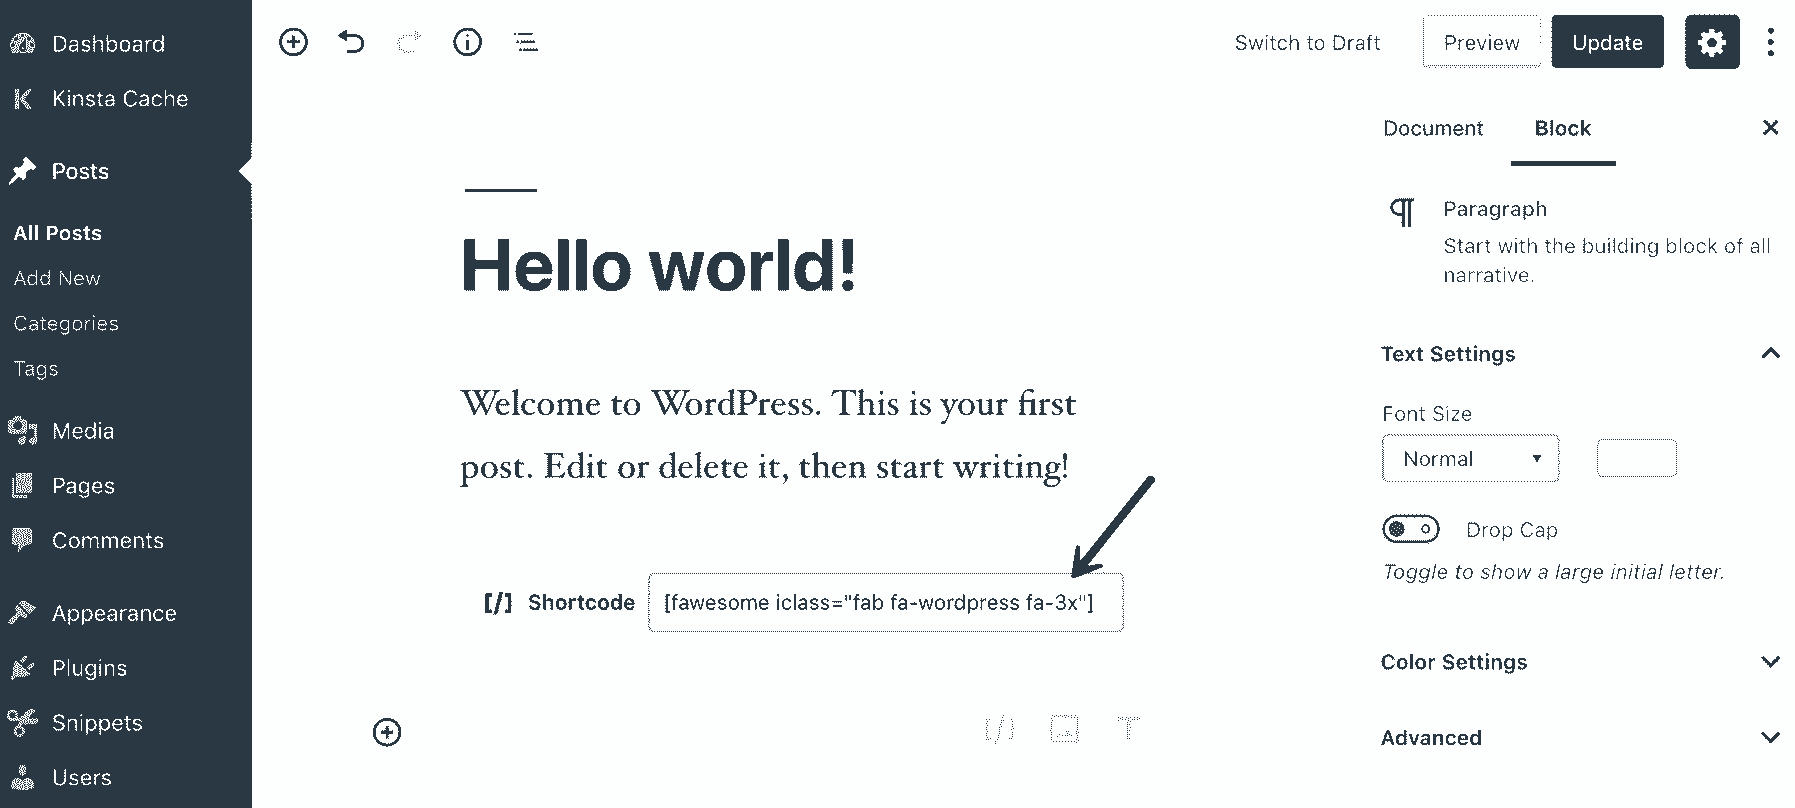 Dashboard
Kinsta Cache
Posts
All Posts
Add New
Categories
Tags
Media
Pages
Comments
Appearance
Plugins
Snippets
Users
Switch to Draft
Preview
Update
Hello world!
Welcome to WordPress. This is your first
post. Edit or delete it, then start writing!
[/] Shortcode
[fawesome iclass="fab fa-wordpress fa-3x"]
Document
Block
Paragraph
Start with the building block of all
narrative.
Text Settings
Font Size
Normal
Drop Cap
Toggle to show a large initial letter.
Color Settings
Advanced